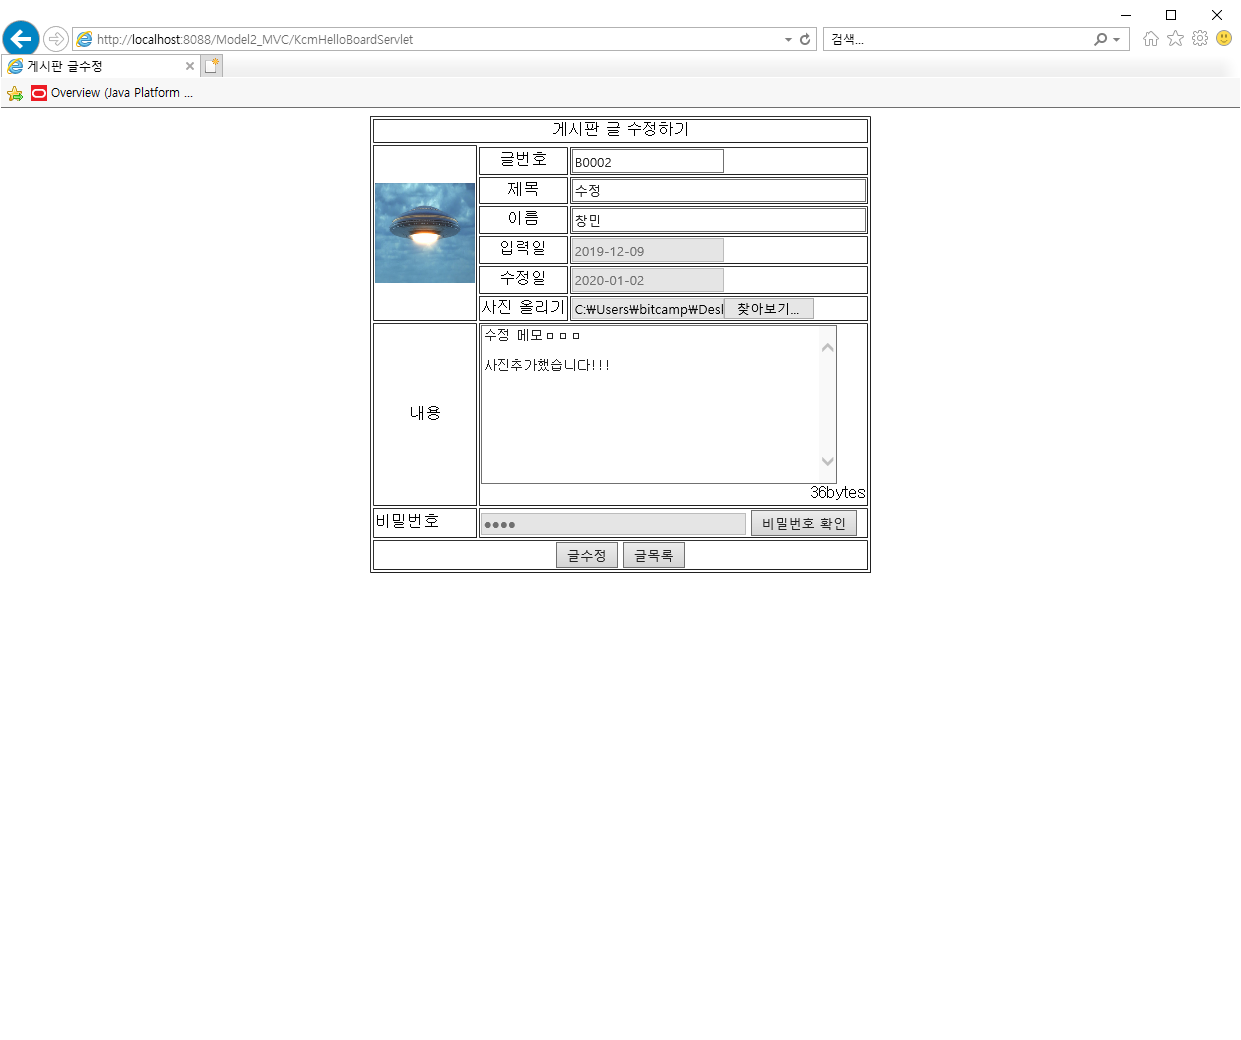 http://localhost:8088/Model2_MVC/KcmHelloBoardServlet
검색...
게시판 글수정
Overview (Java Platform ...
게시판 글 수정하기
글번호 B0002
제목 수정
이름 창민
입력일 2019-12-09
수정일 2020-01-02
사진 올리기 C:₩Users₩bitcamp₩Desl 찾아보기...
내용
수정 메모ㅁㅁㅁ
사진추가했습니다!!!
36bytes
비밀번호 ●●●● 비밀번호 확인
글수정 글목록